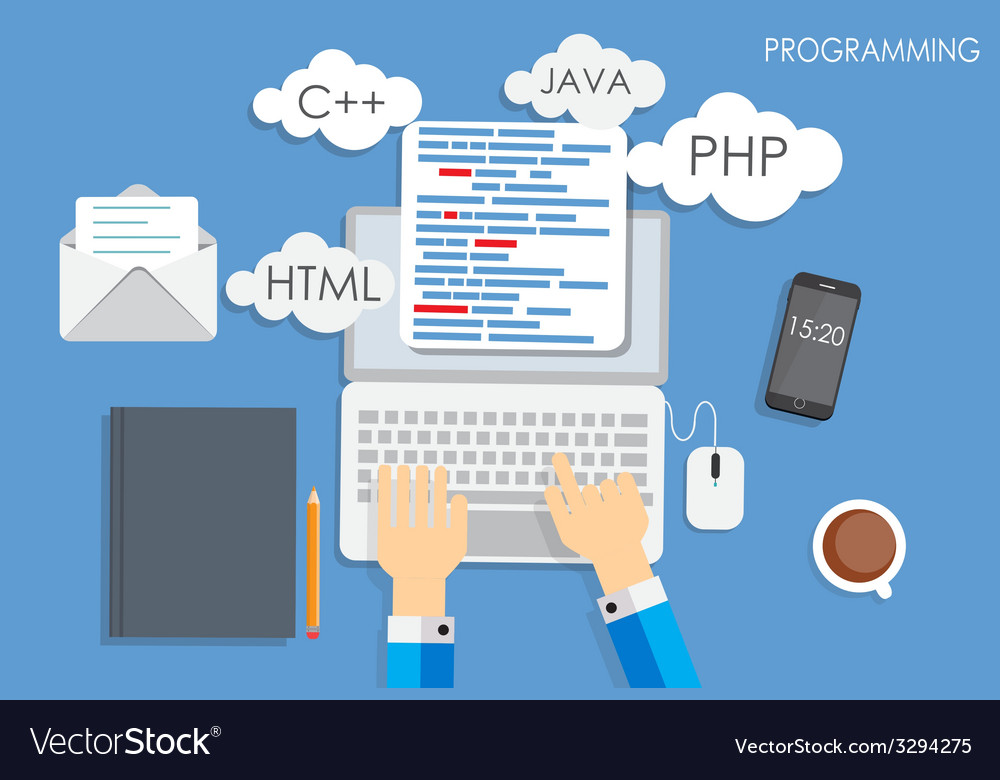 PROGRAMMING
C++
JAVA
PHP
HTML
15:20
VectorStock®
VectorStock.com/3294275